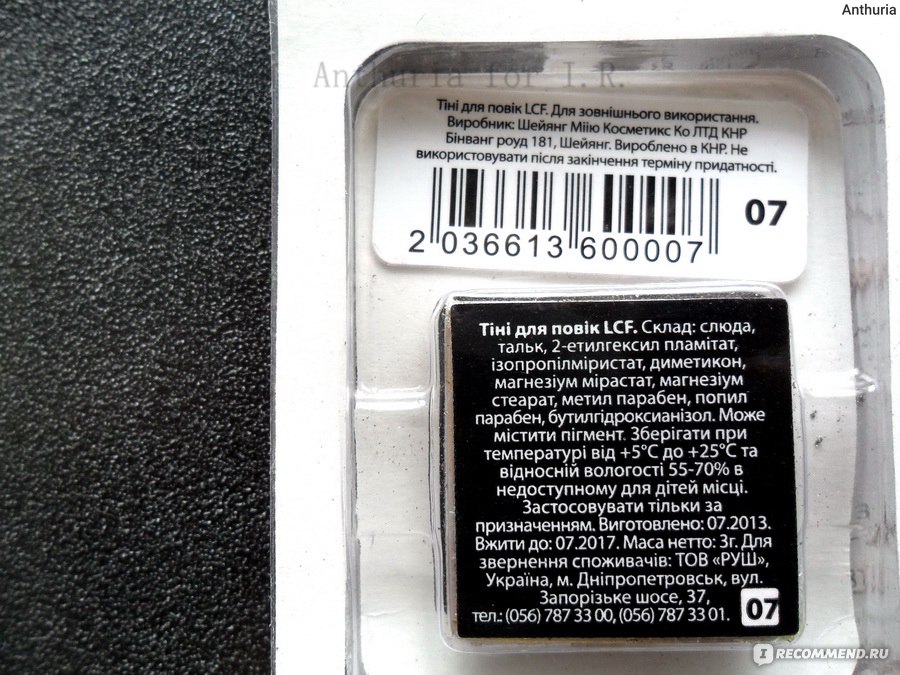 Anthuria
Anthuria for I.R.
Тіні для повік LCF. Для зовнішнього використання.
Виробник: Шейянг Міію Косметикс Ко ЛТД КНР
Бінванг роуд 181, Шейянг. Вироблено в КНР. Не
використовувати після закінчення терміну придатності.
07
2 036613 600007
Тіні для повік LCF. Склад: слюда,
тальк, 2-етилгексил пламітат,
ізопропілміристат, диметикон,
магнезіум мірастат, магнезіум
стеарат, метил парабен, попил
парабен, бутилгідроксианізол. Може
містити пігмент. Зберігати при
температурі від +5°С до +25°С та
відносній вологості 55-70% в
недоступному для дітей місці.
Застосовувати тільки за
призначенням. Виготовлено: 07.2013.
Вжити до: 07.2017. Маса нетто: 3г. Для
звернення споживачів: ТОВ «РУШ»,
Україна, м. Дніпропетровськ, вул.
Запорізьке шосе, 37,
тел.: (056) 787 33 00, (056) 787 33 01.
07
I RECOMMEND.RU